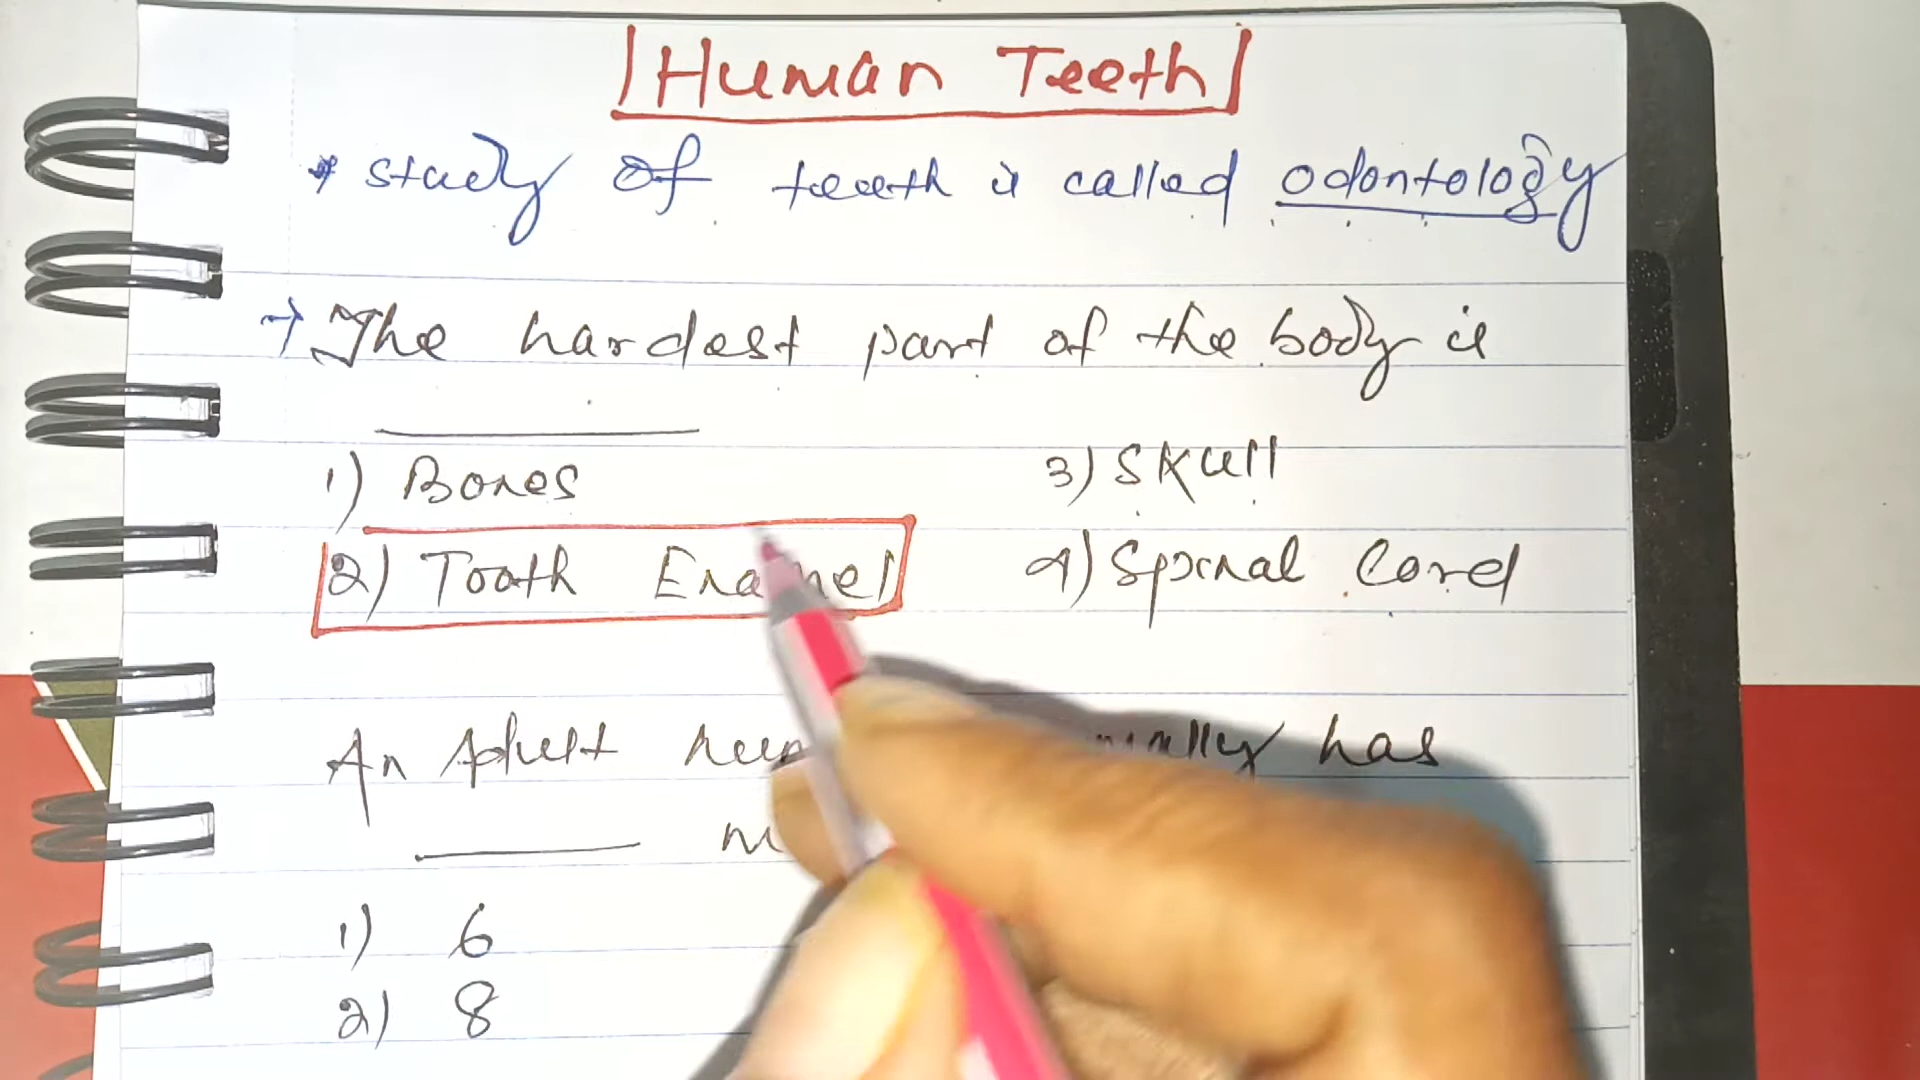 Human Teeth
* study of teeth is called odontology
→ The hardest part of the body is
1) Bones
3) Skull
2) Tooth Enamel
4) Spinal Cord
An Adult has
1) 6
2) 8